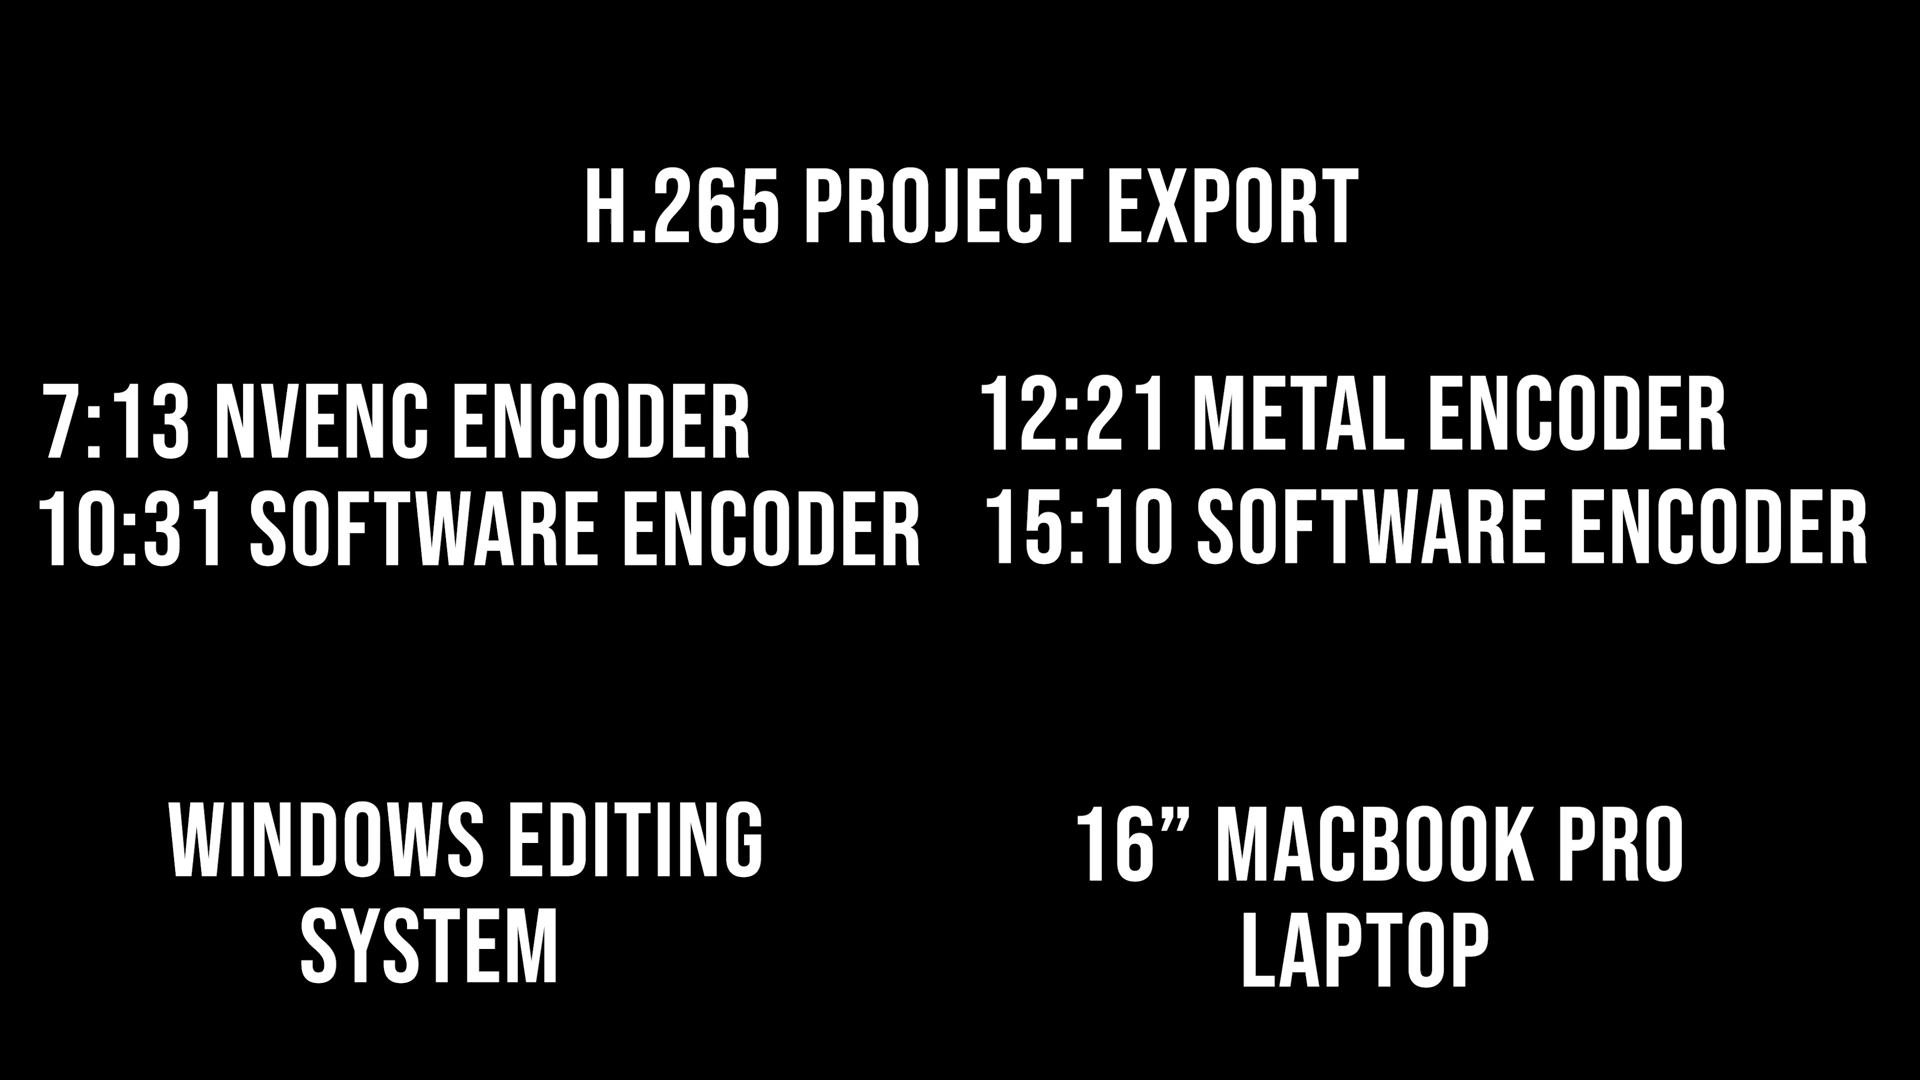 H.265 PROJECT EXPORT
7:13 NVENC ENCODER
10:31 SOFTWARE ENCODER
12:21 METAL ENCODER
15:10 SOFTWARE ENCODER
WINDOWS EDITING
SYSTEM
16” MACBOOK PRO
LAPTOP